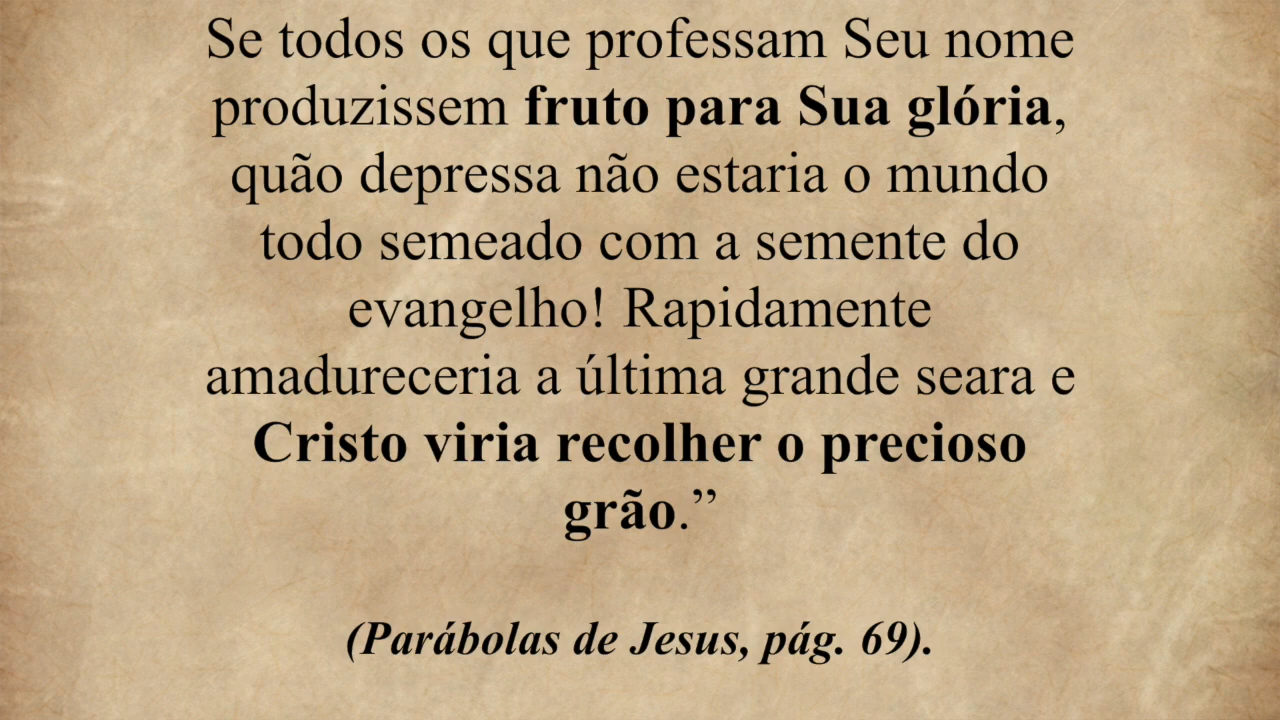 Se todos os que professam Seu nome
produzissem fruto para Sua glória,
quão depressa não estaria o mundo
todo semeado com a semente do
evangelho! Rapidamente
amadureceria a última grande seara e
Cristo viria recolher o precioso
grão.”
(Parábolas de Jesus, pág. 69).